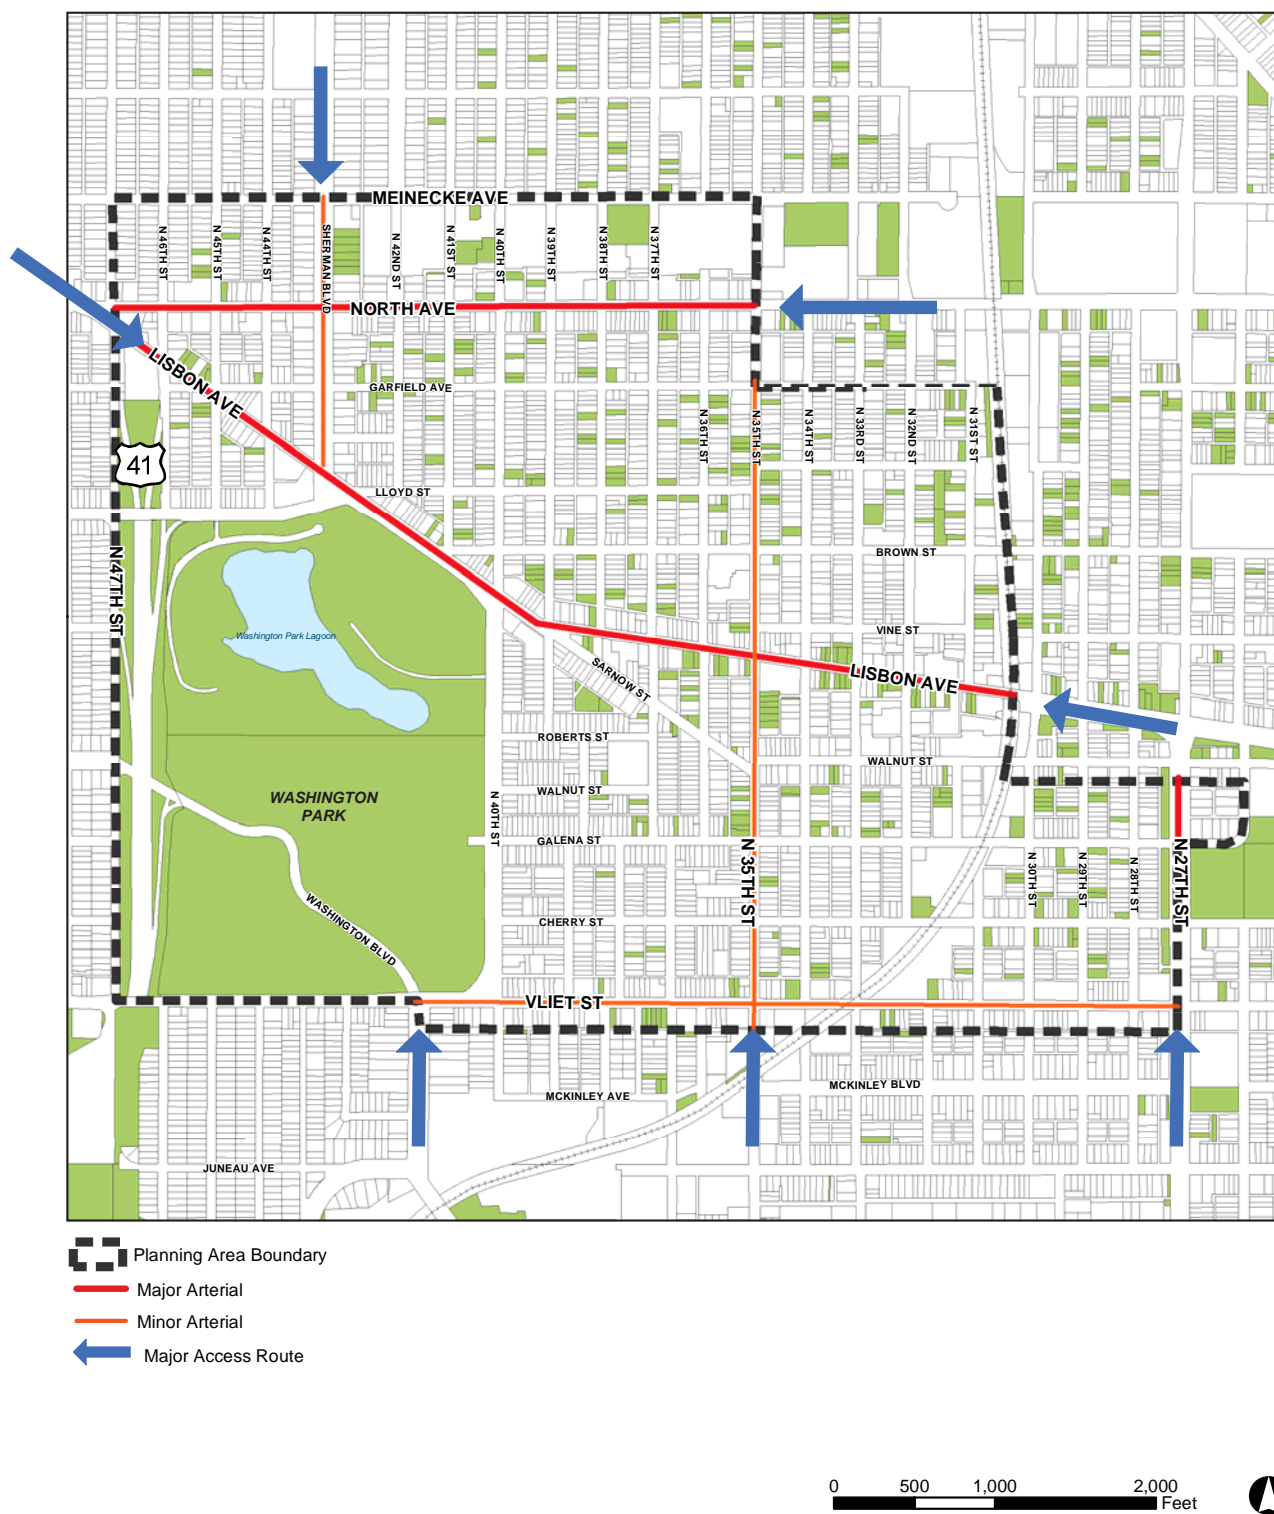 MEINECKE AVE
N 46TH ST
N 45TH ST
N 44TH ST
SHERMAN BLVD
N 42ND ST
N 41ST ST
N 40TH ST
N 39TH ST
N 38TH ST
N 37TH ST
NORTH AVE
LISBON AVE
GARFIELD AVE
N 36TH ST
N 35TH ST
N 34TH ST
N 33RD ST
N 32ND ST
N 31ST ST
41
LLOYD ST
BROWN ST
N 47TH ST
Washington Park Lagoon
VINE ST
SARNOW ST
LISBON AVE
ROBERTS ST
WALNUT ST
WALNUT ST
WASHINGTON
PARK
N 40TH ST
GALENA ST
N 35TH ST
N 30TH ST
N 29TH ST
N 28TH ST
N 27TH ST
WASHINGTON BLVD
CHERRY ST
VLIET ST
MCKINLEY AVE
MCKINLEY BLVD
JUNEAU AVE
Planning Area Boundary
Major Arterial
Minor Arterial
Major Access Route
0 500 1,000 2,000
Feet